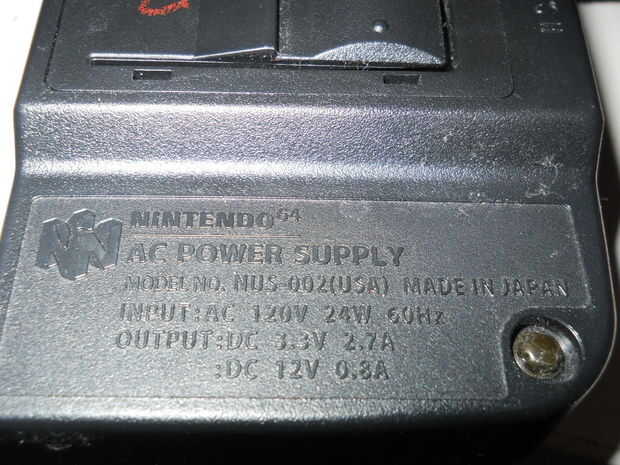 NINTENDO⁶⁴
AC POWER SUPPLY
MODEL NO. NUS-002(USA) MADE IN JAPAN
INPUT:AC 120V 24W 60Hz
OUTPUT:DC 3.3V 2.7A
:DC 12V 0.8A